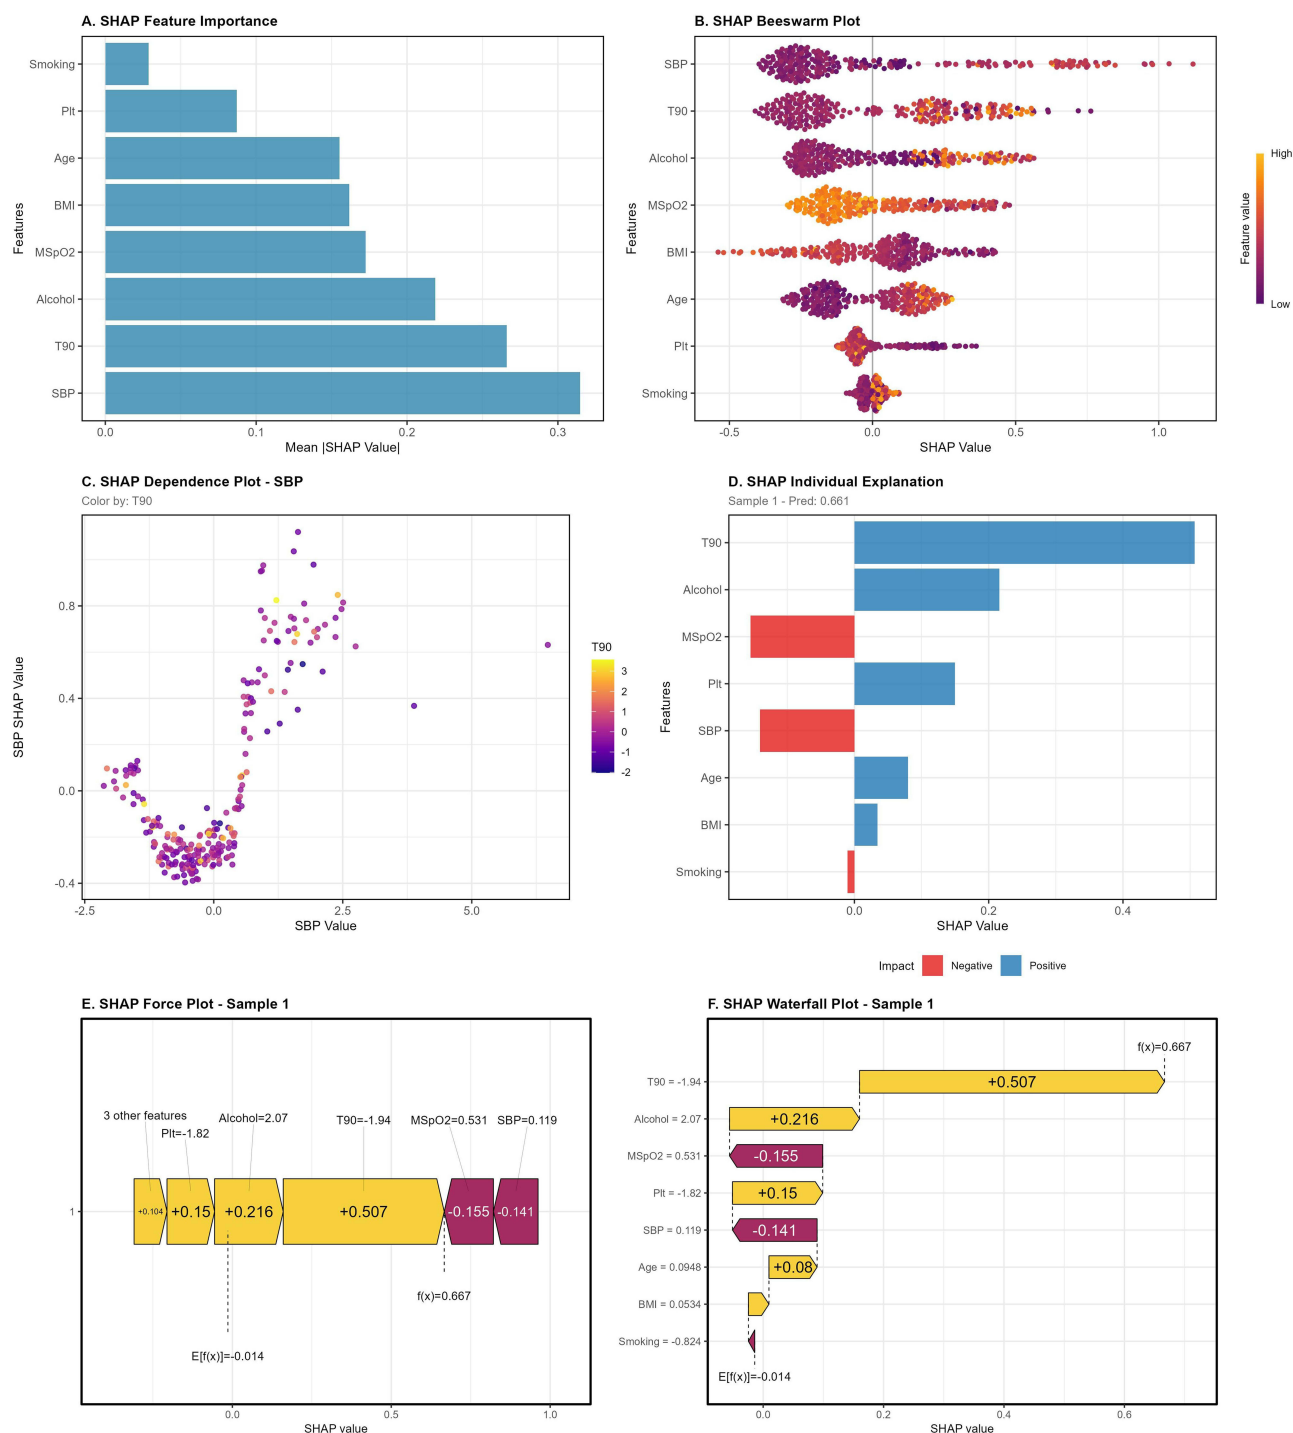 A. SHAP Feature Importance
Features
Smoking
Plt
Age
BMI
MSpO2
Alcohol
T90
SBP
0.0 0.1 0.2 0.3
Mean |SHAP Value|
B. SHAP Beeswarm Plot
Features
SBP
T90
Alcohol
MSpO2
BMI
Age
Plt
Smoking
-0.5 0.0 0.5 1.0
SHAP Value
Feature value
High
Low
C. SHAP Dependence Plot - SBP
Color by: T90
SBP SHAP Value
0.8
0.4
0.0
-0.4
-2.5 0.0 2.5 5.0
SBP Value
T90
3
2
1
0
-1
-2
D. SHAP Individual Explanation
Sample 1 - Pred: 0.661
Features
T90
Alcohol
MSpO2
Plt
SBP
Age
BMI
Smoking
0.0 0.2 0.4
SHAP Value
Impact Negative Positive
E. SHAP Force Plot - Sample 1
3 other features
Plt=-1.82
Alcohol=2.07
T90=-1.94
MSpO2=0.531
SBP=0.119
1
+0.104 +0.15 +0.216 +0.507 -0.155 -0.141
f(x)=0.667
E[f(x)]=-0.014
0.0 0.5 1.0
SHAP value
F. SHAP Waterfall Plot - Sample 1
f(x)=0.667
T90 = -1.94 +0.507
Alcohol = 2.07 +0.216
MSpO2 = 0.531 -0.155
Plt = -1.82 +0.15
SBP = 0.119 -0.141
Age = 0.0948 +0.08
BMI = 0.0534
Smoking = -0.824
E[f(x)]=-0.014
0.0 0.2 0.4 0.6
SHAP value